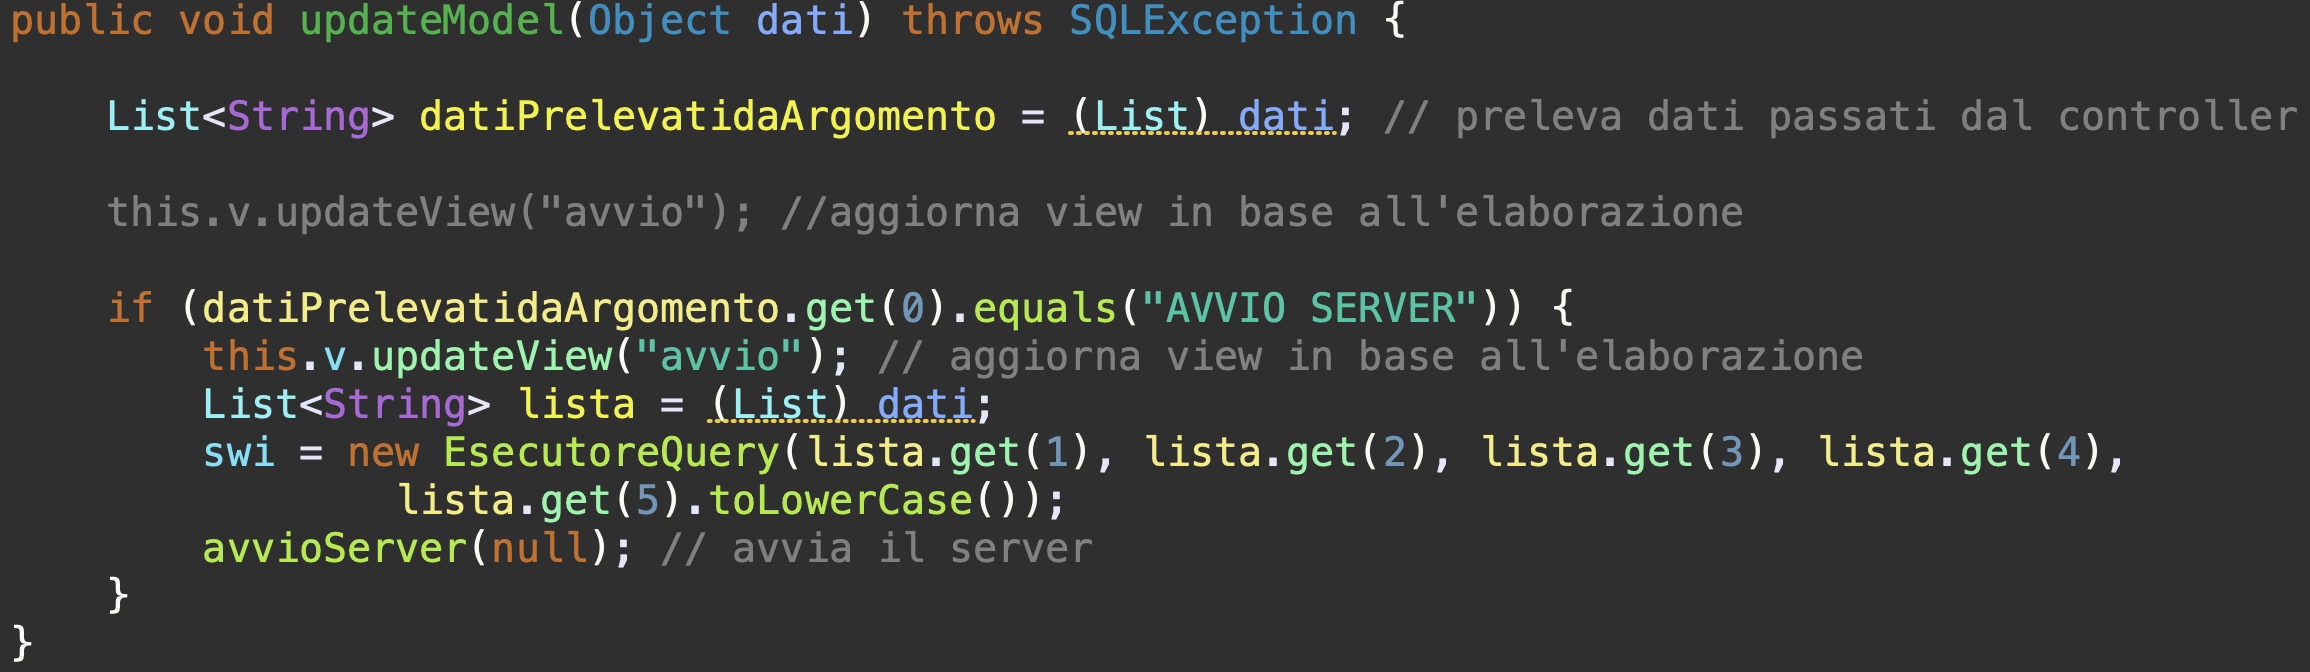 public void updateModel(Object dati) throws SQLException {
List<String> datiPrelevatidaArgomento = (List) dati; // preleva dati passati dal controller
this.v.updateView("avvio"); //aggiorna view in base all'elaborazione
if (datiPrelevatidaArgomento.get(0).equals("AVVIO SERVER")) {
this.v.updateView("avvio"); // aggiorna view in base all'elaborazione
List<String> lista = (List) dati;
swi = new EsecutoreQuery(lista.get(1), lista.get(2), lista.get(3), lista.get(4),
lista.get(5).toLowerCase());
avvioServer(null); // avvia il server
}
}